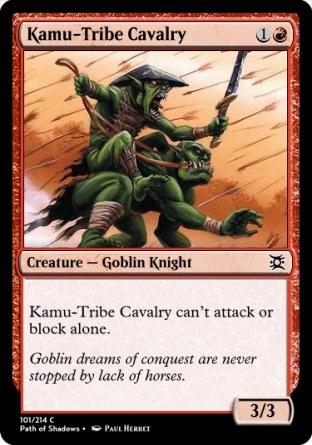 Kamu-Tribe Cavalry 1
Creature — Goblin Knight
Kamu-Tribe Cavalry can't attack or
block alone.
Goblin dreams of conquest are never
stopped by lack of horses.
3/3
101/214 C
Path of Shadows • Paul Herbet